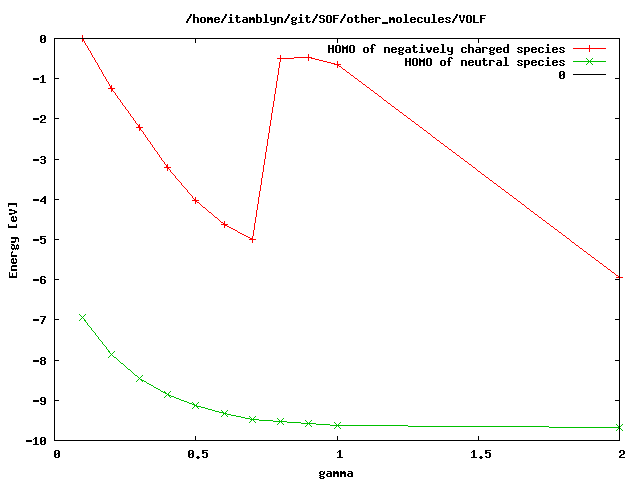 /home/itamblyn/git/SOF/other_molecules/VOLF
HOMO of negatively charged species
HOMO of neutral species
0
0
-1
-2
-3
-4
-5
-6
-7
-8
-9
-10
Energy [eV]
0 0.5 1 1.5 2
gamma